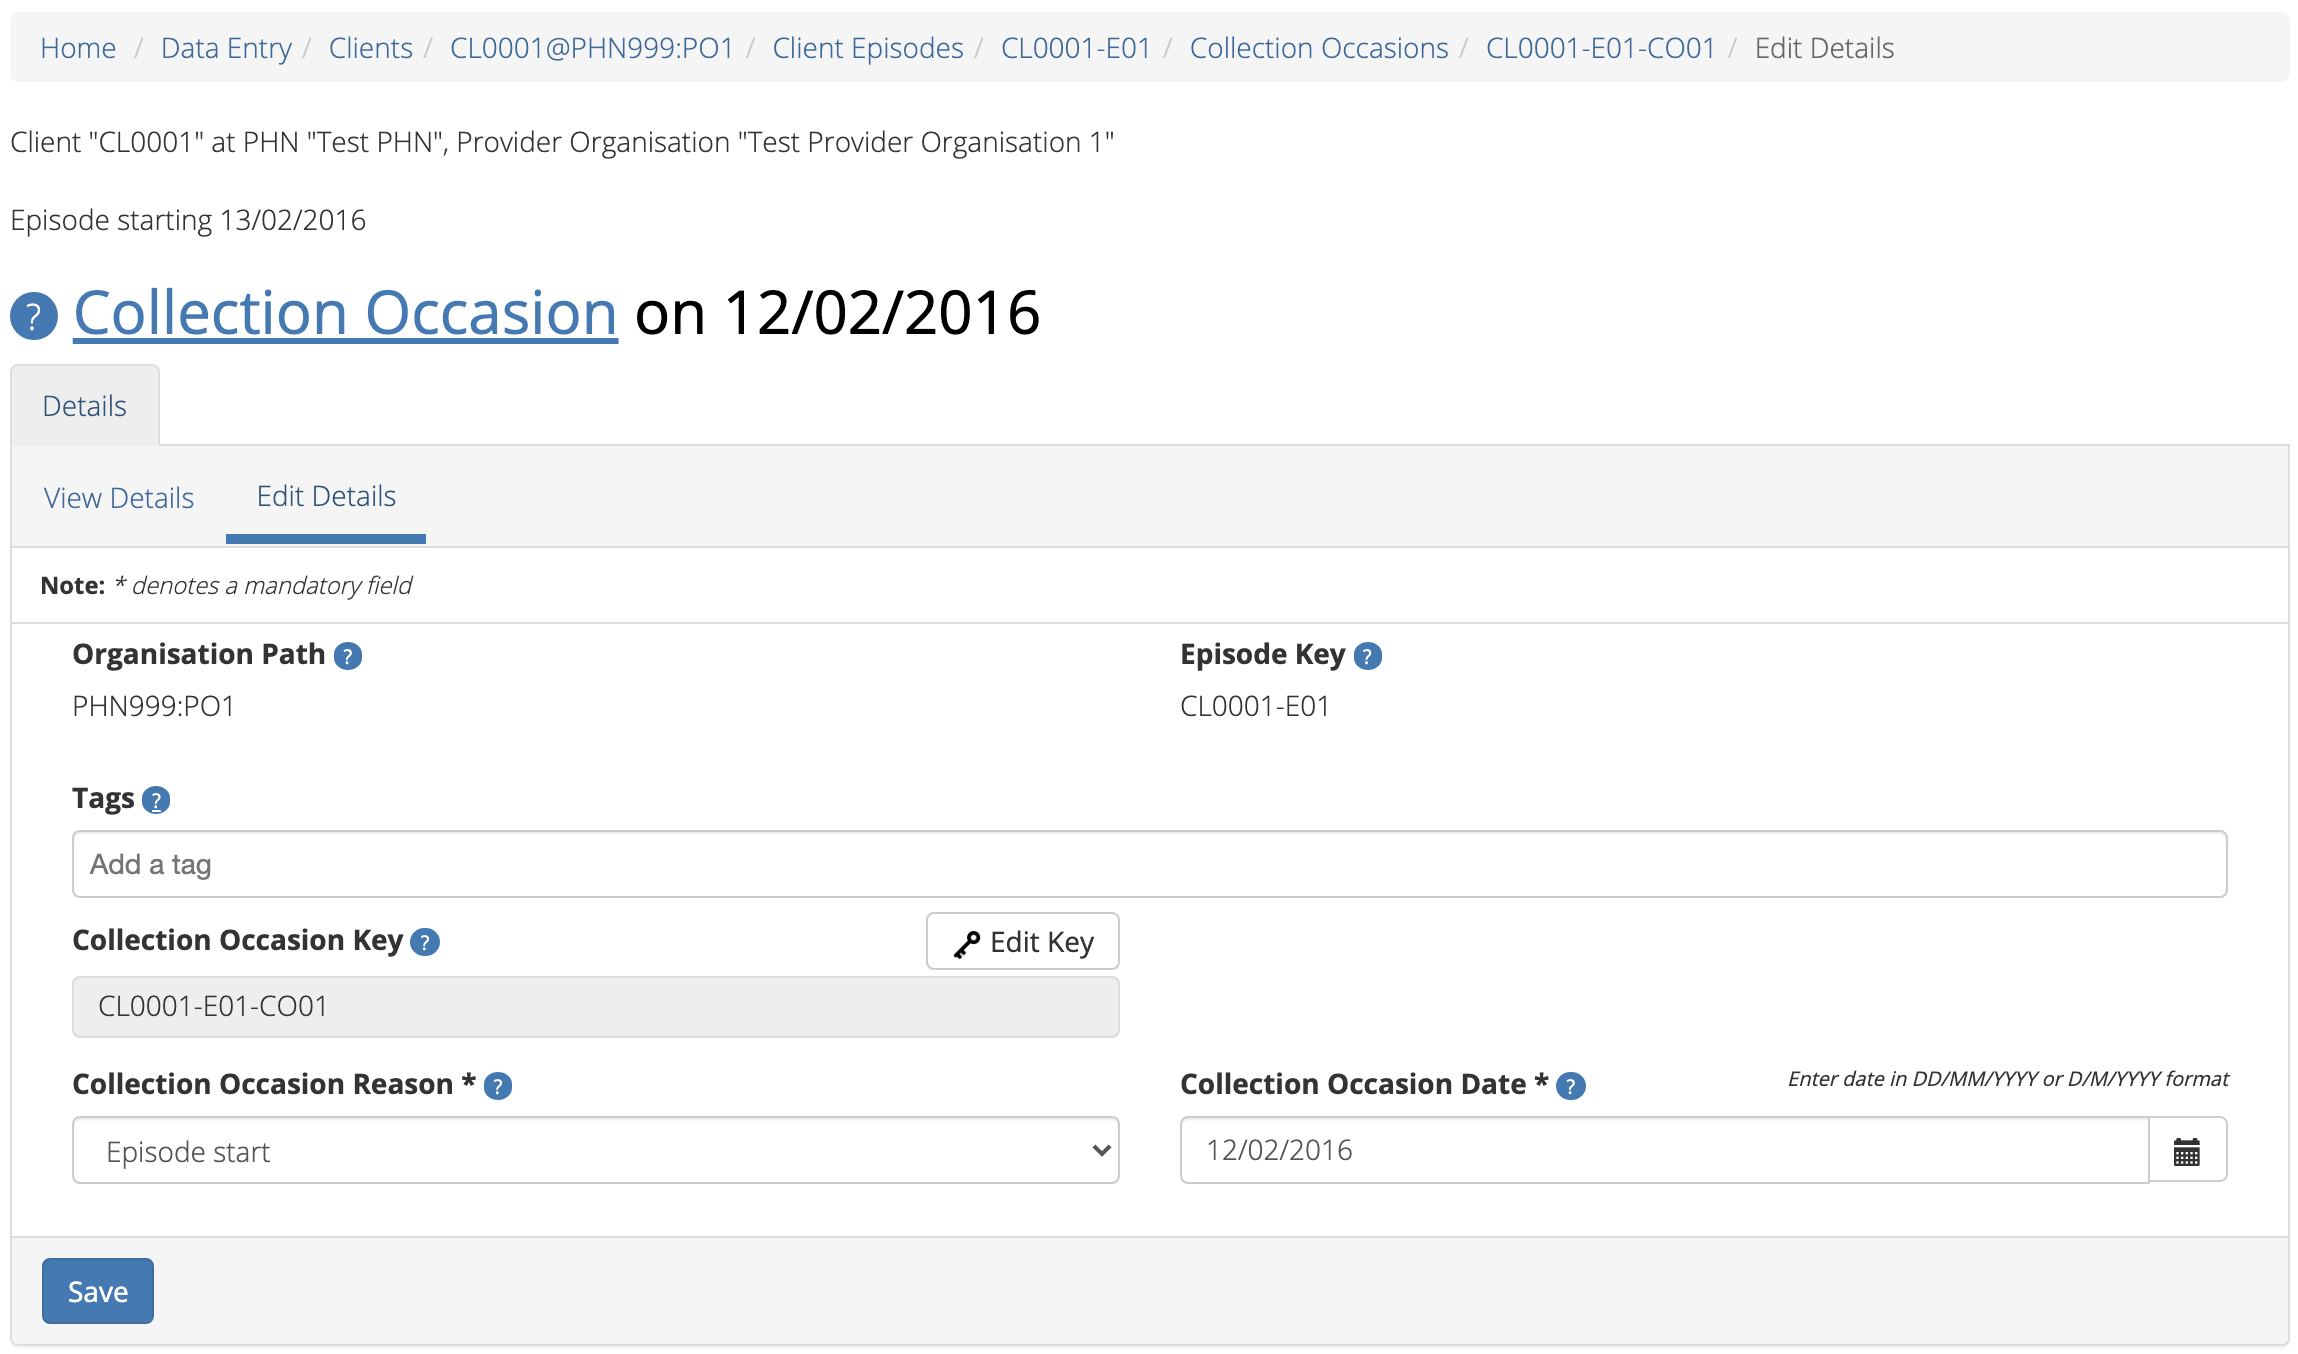 Home / Data Entry / Clients / CL0001@PHN999:PO1 / Client Episodes / CL0001-E01 / Collection Occasions / CL0001-E01-CO01 / Edit Details
Client "CL0001" at PHN "Test PHN", Provider Organisation "Test Provider Organisation 1"
Episode starting 13/02/2016
? Collection Occasion on 12/02/2016
Details
View Details Edit Details
Note: * denotes a mandatory field
Organisation Path ? Episode Key ?
PHN999:PO1 CL0001-E01
Tags ?
Add a tag
Collection Occasion Key ? Edit Key
CL0001-E01-CO01
Collection Occasion Reason * ? Collection Occasion Date * ? Enter date in DD/MM/YYYY or D/M/YYYY format
Episode start 12/02/2016
Save